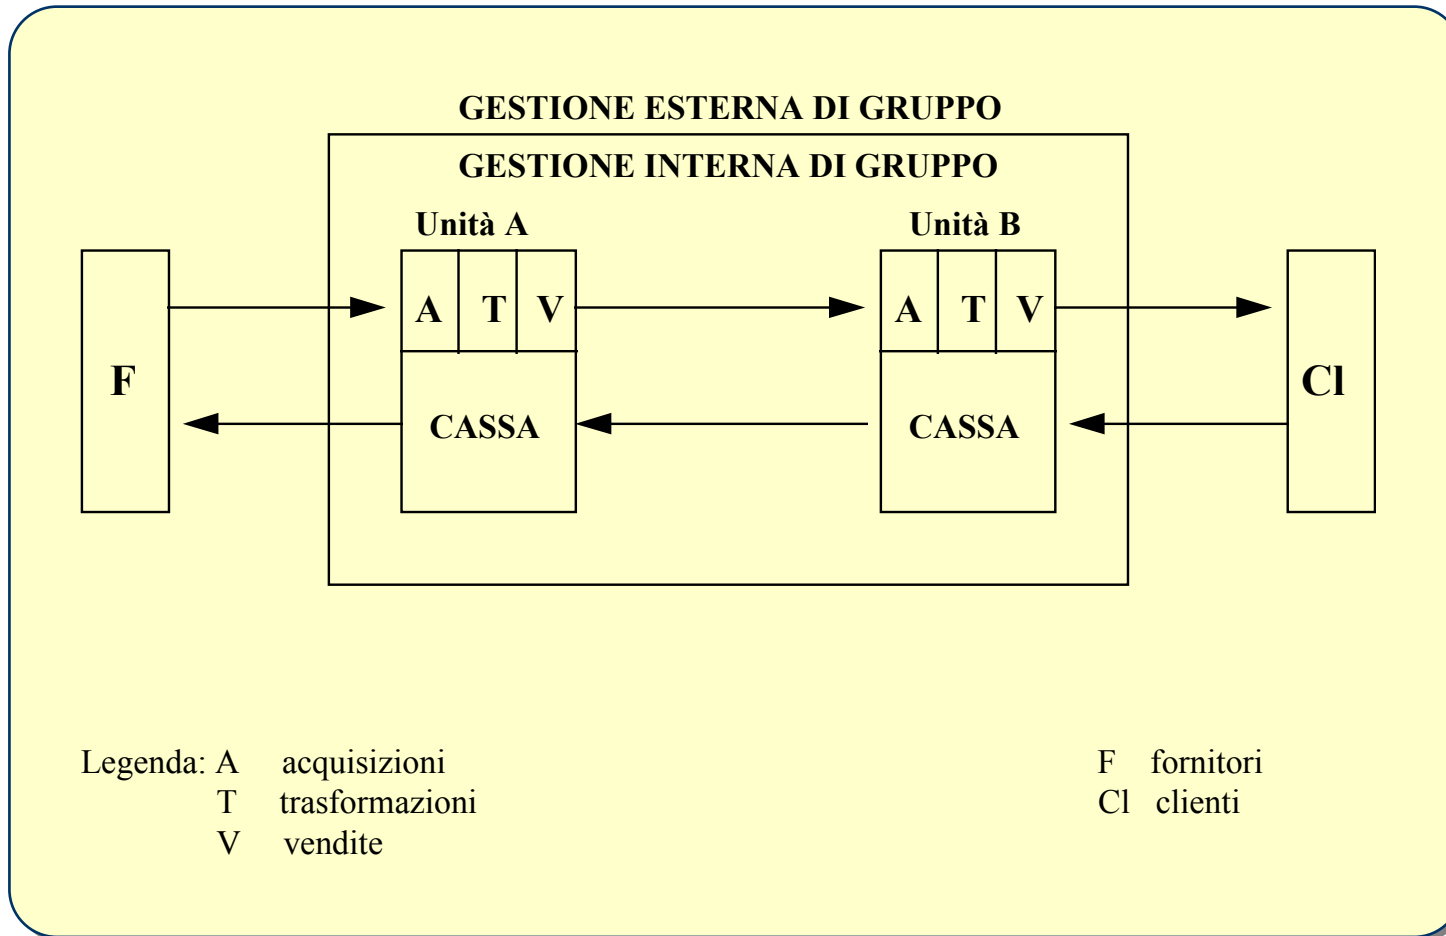 GESTIONE ESTERNA DI GRUPPO
GESTIONE INTERNA DI GRUPPO
Unità A Unità B
A T V A T V
F CASSA CASSA Cl
Legenda: A acquisizioni F fornitori
T trasformazioni Cl clienti
V vendite